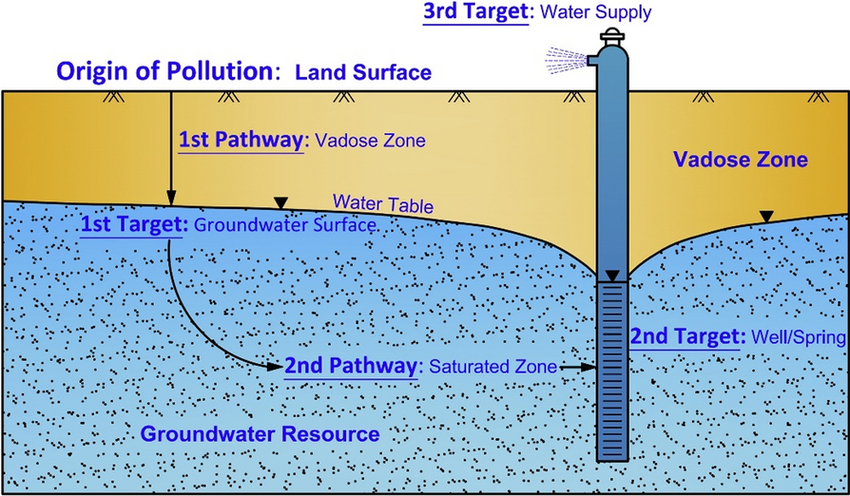 3rd Target: Water Supply
Origin of Pollution: Land Surface
1st Pathway: Vadose Zone
Vadose Zone
Water Table
1st Target: Groundwater Surface
2nd Target: Well/Spring
2nd Pathway: Saturated Zone
Groundwater Resource